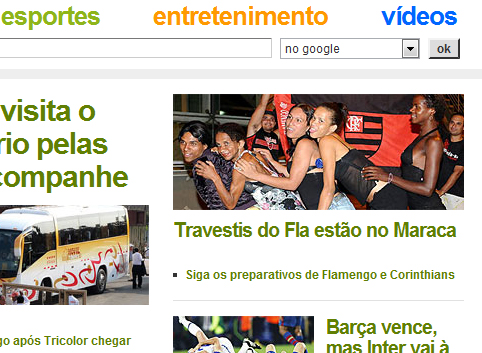 esportes entretenimento vídeos
no google ok
visita o
rio pelas
companhe
Travestis do Fla estão no Maraca
Siga os preparativos de Flamengo e Corinthians
go após Tricolor chegar
Barça vence,
mas Inter vai à